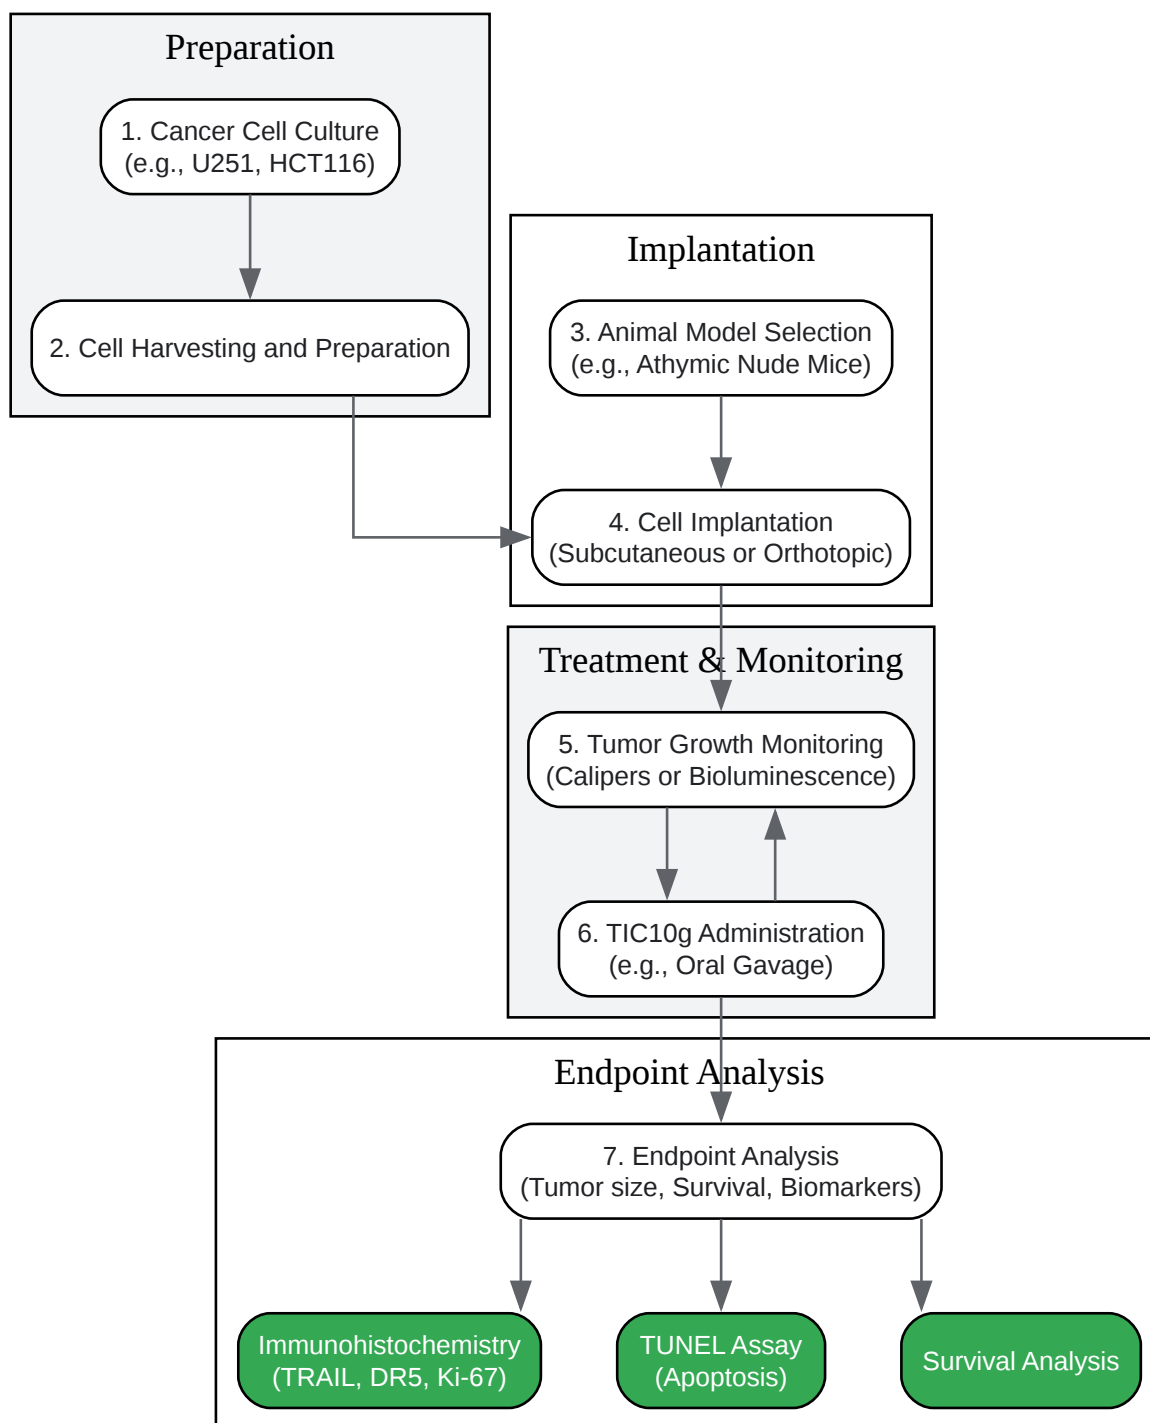 Preparation
1. Cancer Cell Culture
(e.g., U251, HCT116)
2. Cell Harvesting and Preparation
Implantation
3. Animal Model Selection
(e.g., Athymic Nude Mice)
4. Cell Implantation
(Subcutaneous or Orthotopic)
Treatment & Monitoring
5. Tumor Growth Monitoring
(Calipers or Bioluminescence)
6. TIC10g Administration
(e.g., Oral Gavage)
Endpoint Analysis
7. Endpoint Analysis
(Tumor size, Survival, Biomarkers)
Immunohistochemistry
(TRAIL, DR5, Ki-67)
TUNEL Assay
(Apoptosis)
Survival Analysis